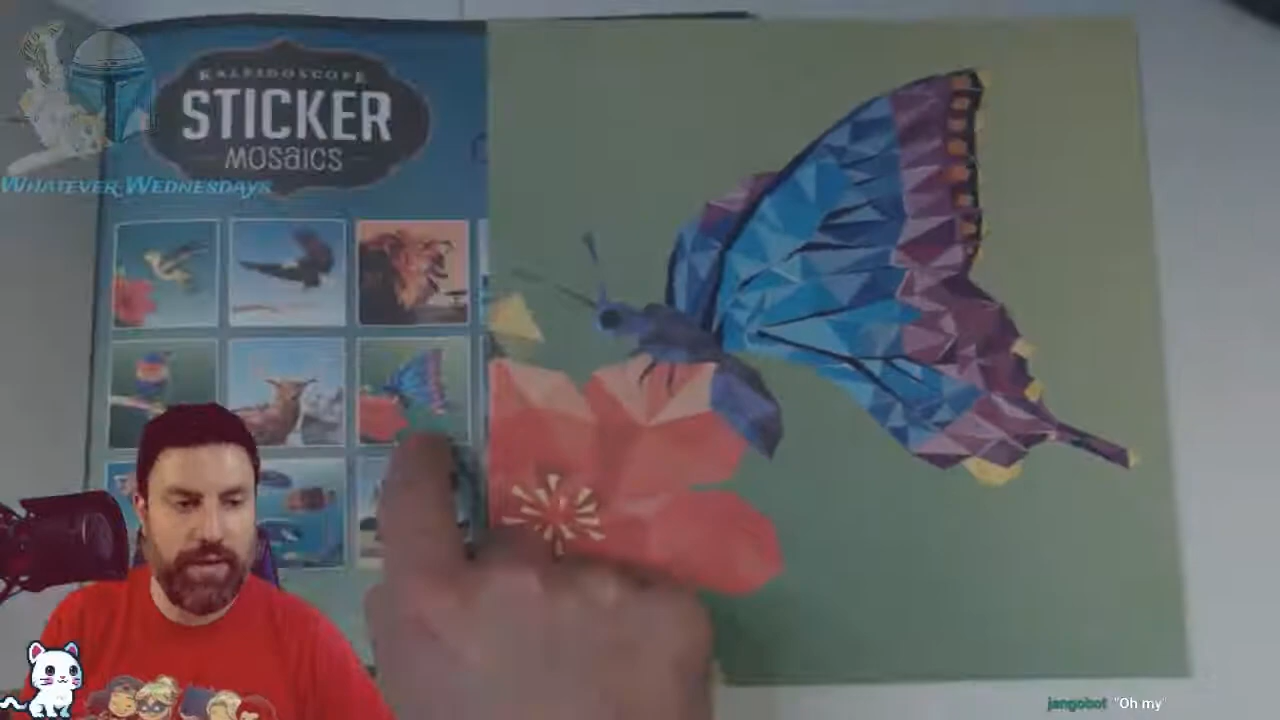 KALEIDOSCOPE
STICKER
MOSAICS
WHATEVER WEDNESDAYS
jangobot "Oh my"